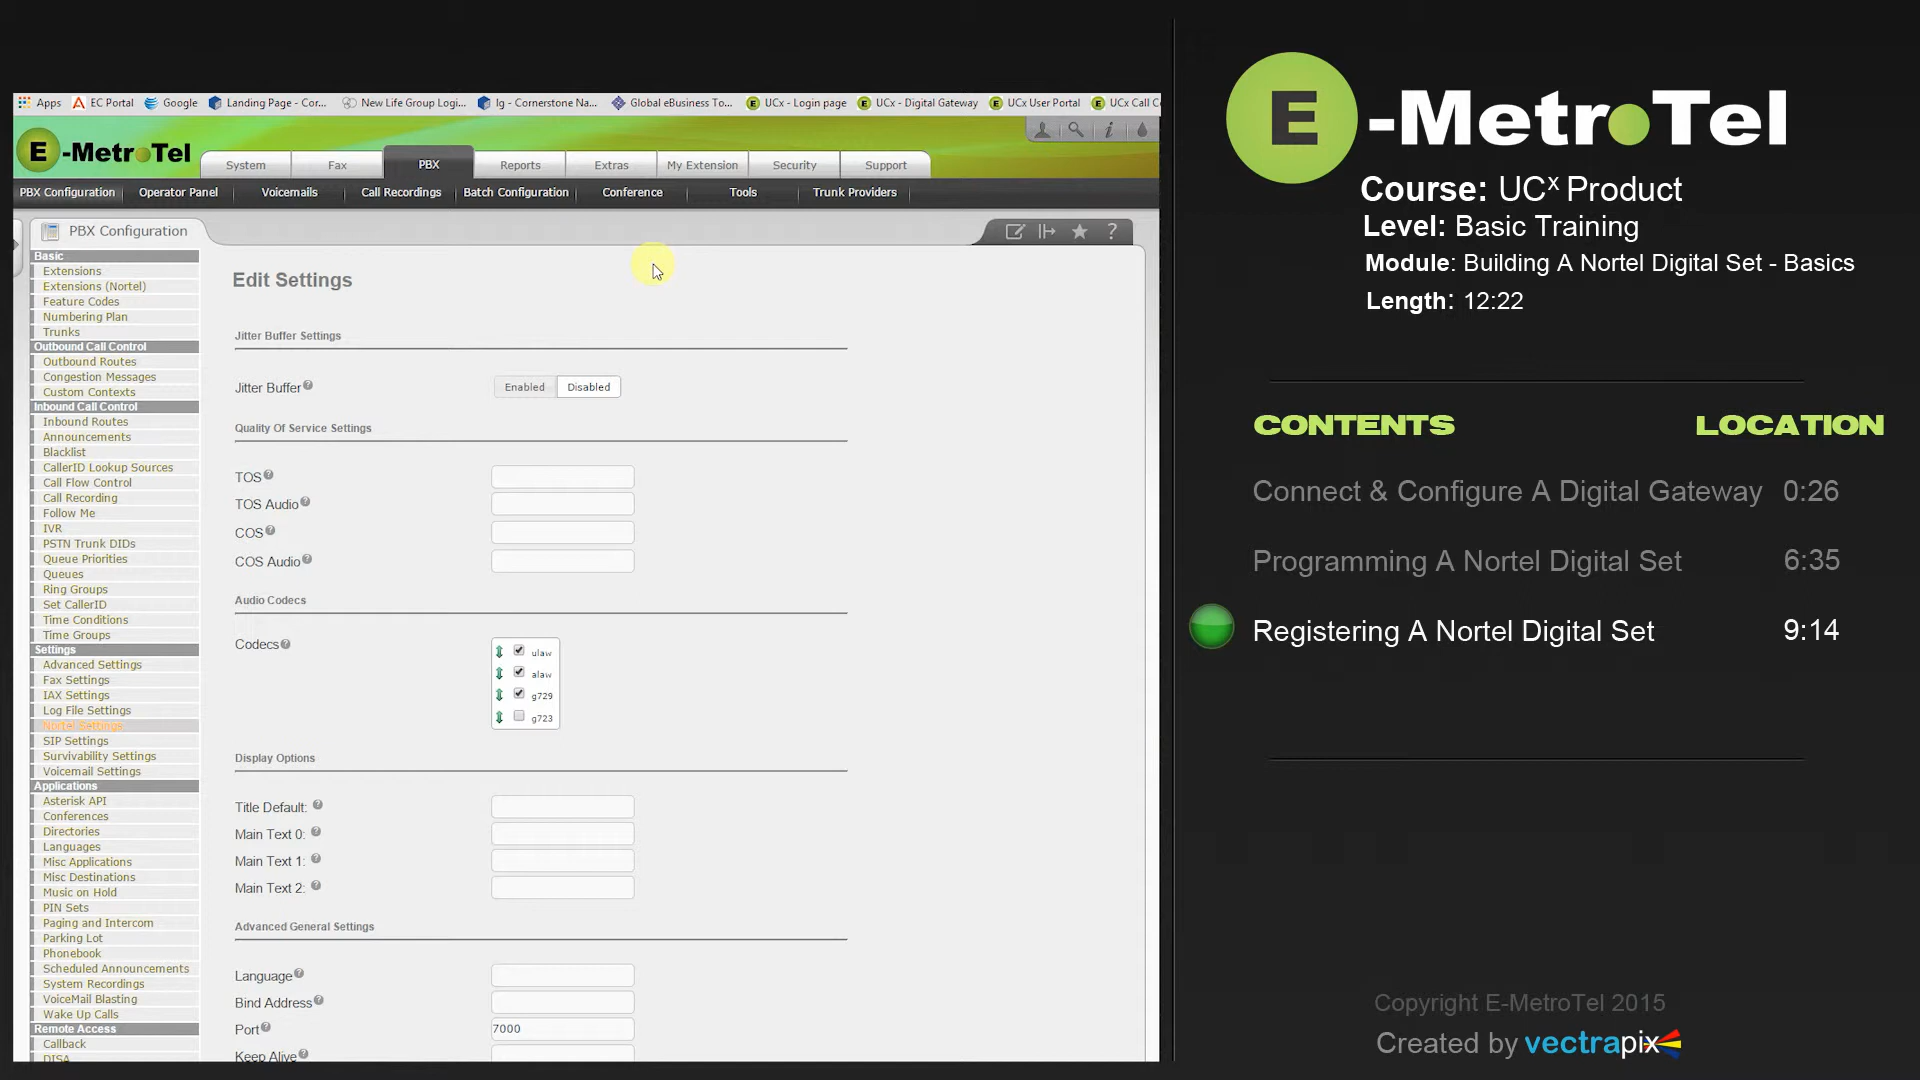 Apps
EC Portal
Google
Landing Page - Cor...
New Life Group Logi...
lg - Cornerstone Na...
Global eBusiness To...
UCx - Login page
UCx - Digital Gateway
UCx User Portal
UCx Call C
E-MetroTel
System
Fax
PBX
Reports
Extras
My Extension
Security
Support
PBX Configuration
Operator Panel
Voicemails
Call Recordings
Batch Configuration
Conference
Tools
Trunk Providers
PBX Configuration
Basic
Extensions
Extensions (Nortel)
Feature Codes
Numbering Plan
Trunks
Outbound Call Control
Outbound Routes
Congestion Messages
Custom Contexts
Inbound Call Control
Inbound Routes
Announcements
Blacklist
CallerID Lookup Sources
Call Flow Control
Call Recording
Follow Me
IVR
PSTN Trunk DIDs
Queue Priorities
Queues
Ring Groups
Set CallerID
Time Conditions
Time Groups
Settings
Advanced Settings
Fax Settings
IAX Settings
Log File Settings
Nortel Settings
SIP Settings
Survivability Settings
Voicemail Settings
Applications
Asterisk API
Conferences
Directories
Languages
Misc Applications
Misc Destinations
Music on Hold
PIN Sets
Paging and Intercom
Parking Lot
Phonebook
Scheduled Announcements
System Recordings
VoiceMail Blasting
Wake Up Calls
Remote Access
Callback
DISA
Edit Settings
Jitter Buffer Settings
Jitter Buffer
Enabled
Disabled
Quality Of Service Settings
TOS
TOS Audio
COS
COS Audio
Audio Codecs
Codecs
ulaw
alaw
g729
g723
Display Options
Title Default:
Main Text 0:
Main Text 1:
Main Text 2:
Advanced General Settings
Language
Bind Address
Port
7000
Keep Alive
E-MetroTel
Course: UCx Product
Level: Basic Training
Module: Building A Nortel Digital Set - Basics
Length: 12:22
CONTENTS LOCATION
Connect & Configure A Digital Gateway 0:26
Programming A Nortel Digital Set 6:35
Registering A Nortel Digital Set 9:14
Copyright E-MetroTel 2015
Created by vectrapix